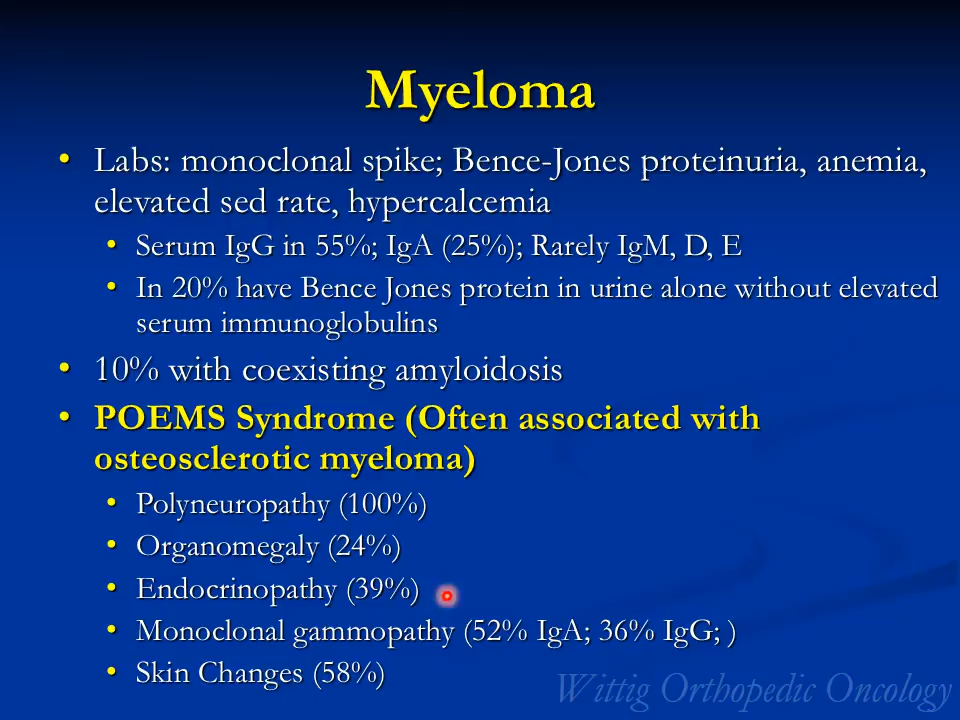 Myeloma
• Labs: monoclonal spike; Bence-Jones proteinuria, anemia,
elevated sed rate, hypercalcemia
• Serum IgG in 55%; IgA (25%); Rarely IgM, D, E
• In 20% have Bence Jones protein in urine alone without elevated
serum immunoglobulins
• 10% with coexisting amyloidosis
• POEMS Syndrome (Often associated with
osteosclerotic myeloma)
• Polyneuropathy (100%)
• Organomegaly (24%)
• Endocrinopathy (39%)
• Monoclonal gammopathy (52% IgA; 36% IgG; )
• Skin Changes (58%)
Wittig Orthopedic Oncology